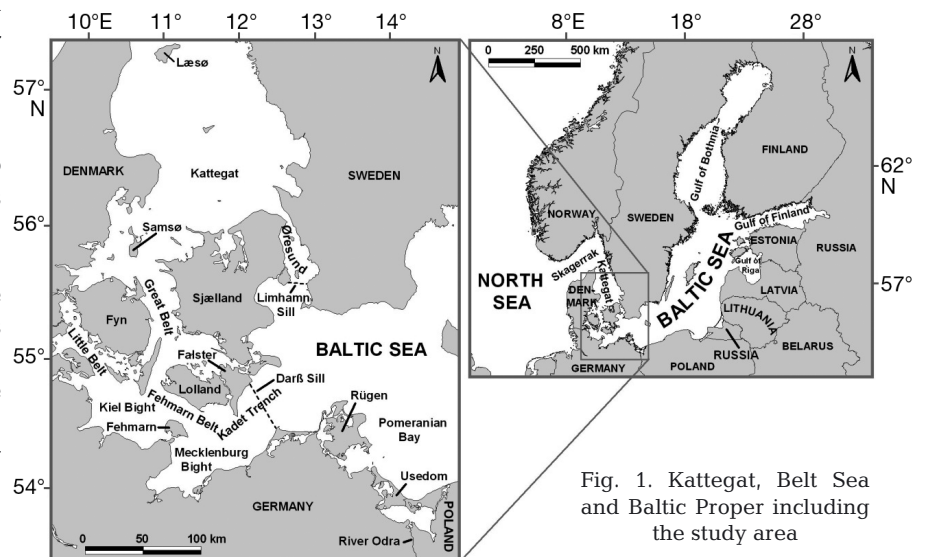 10°E 11° 12° 13° 14°
57°
N
56°
55°
54°
N
Læsø
DENMARK
Kattegat
SWEDEN
Samsø
Øresund
Great Belt
Sjælland
Limhamn
Sill
Fyn
Little Belt
Falster
BALTIC SEA
Lolland
Darß Sill
Rügen
Kiel Bight
Fehmarn Belt
Kadet Trench
Fehmarn
Pomeranian
Bay
Mecklenburg
Bight
Usedom
GERMANY
POLAND
River Odra
0 50 100 km
8°E 18° 28°
0 250 500 km
N
62°
N
57°
Gulf of Bothnia
FINLAND
NORWAY
SWEDEN
Gulf of Finland
ESTONIA
RUSSIA
Skagerrak
Kattegat
NORTH
SEA
BALTIC SEA
Gulf of
Riga
LATVIA
DEN-
MARK
LITHUANIA
RUSSIA
BELARUS
GERMANY
POLAND
Fig. 1. Kattegat, Belt Sea
and Baltic Proper including
the study area